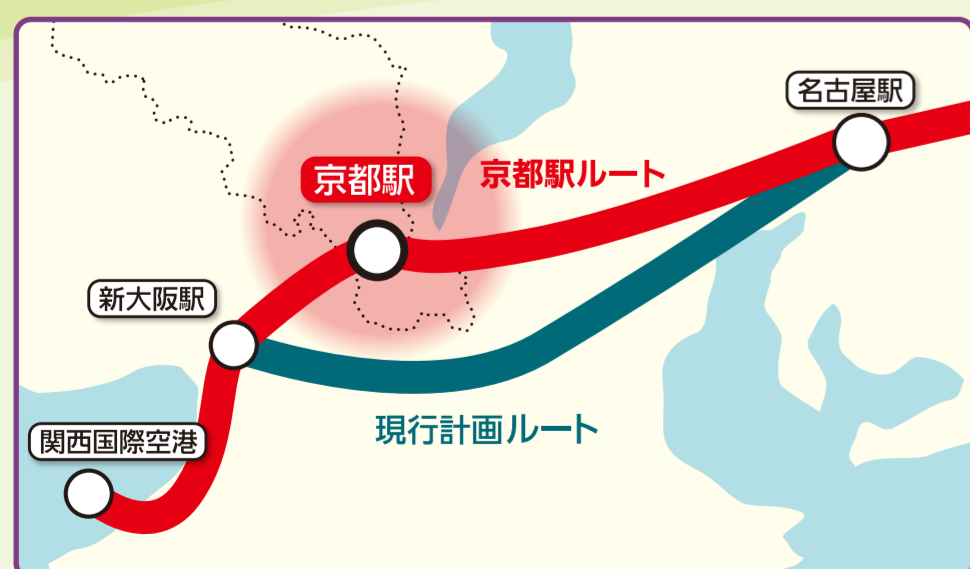 名古屋駅
京都駅
京都駅ルート
新大阪駅
現行計画ルート
関西国際空港